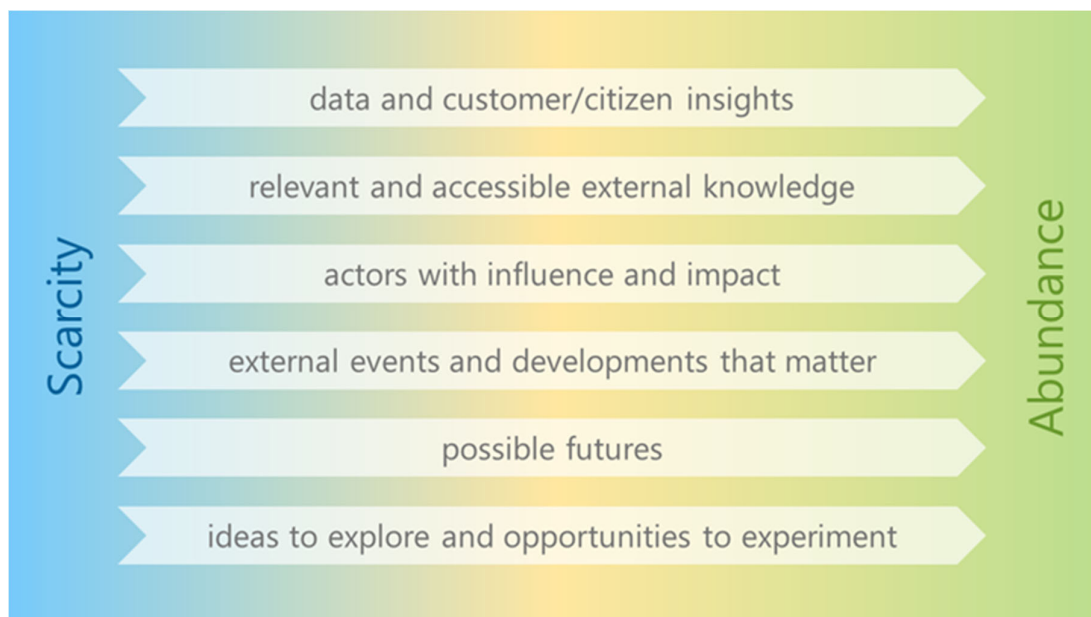 Scarcity
data and customer/citizen insights
relevant and accessible external knowledge
actors with influence and impact
external events and developments that matter
possible futures
ideas to explore and opportunities to experiment
Abundance